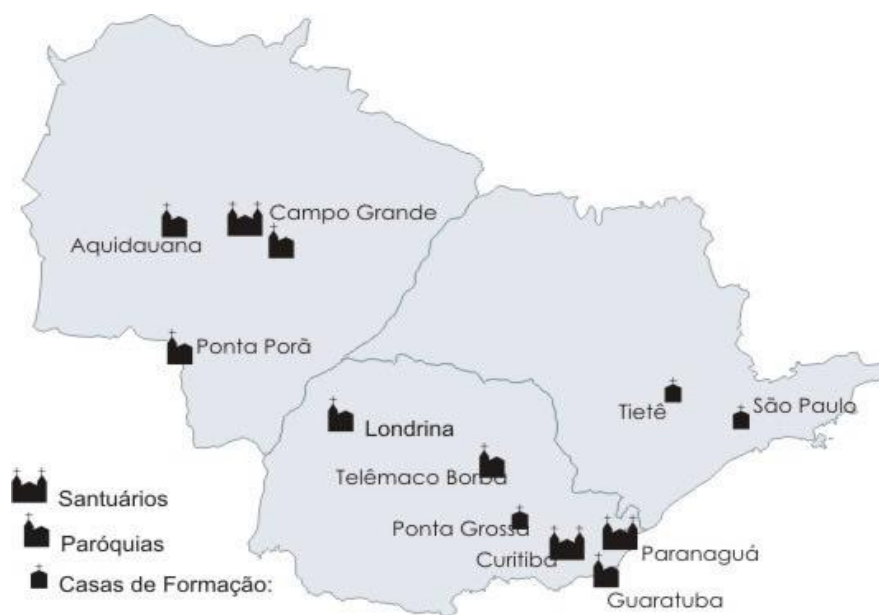 Campo Grande
Aquidauana
Ponta Porã
Tietê
São Paulo
Londrina
Telêmaco Borba
Ponta Grossa
Curitiba
Paranaguá
Guaratuba
Santuários
Paróquias
Casas de Formação: